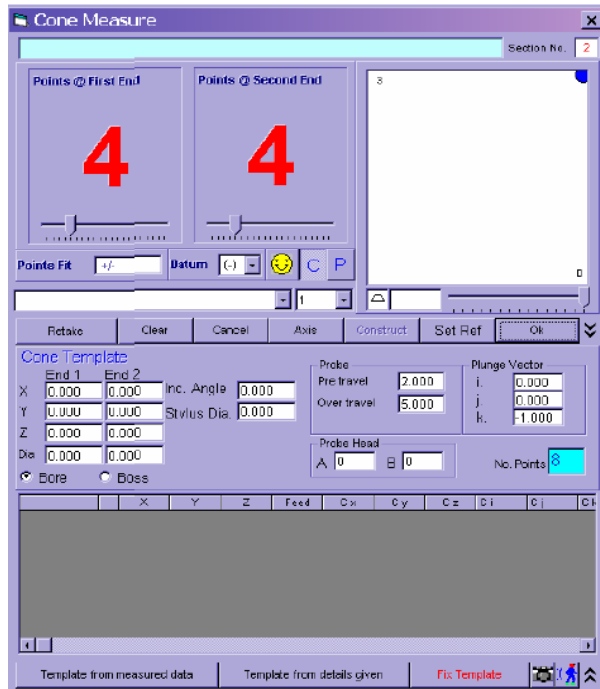 Cone Measure
Section No. 2
Points @ First End
Points @ Second End
3
4
4
Points Fit +/- Datum (-) C P
0
1
Retake Clear Cancel Axis Construct Set Ref Ok
Cone Template
End 1 End 2
X 0.000 0.000 Inc. Angle 0.000
Y 0.000 0.000 Stylus Dia. 0.000
Z 0.000 0.000
Dia 0.000 0.000
Bore Boss
Probe
Pre travel 2.000
Over travel 5.000
Plunge Vector
i. 0.000
j. 0.000
k. -1.000
Probe Head
A 0 B 0
No. Points 8
X Y Z Feed Cx Cy Cz Ci Cj Ck
Template from measured data Template from details given Fix Template